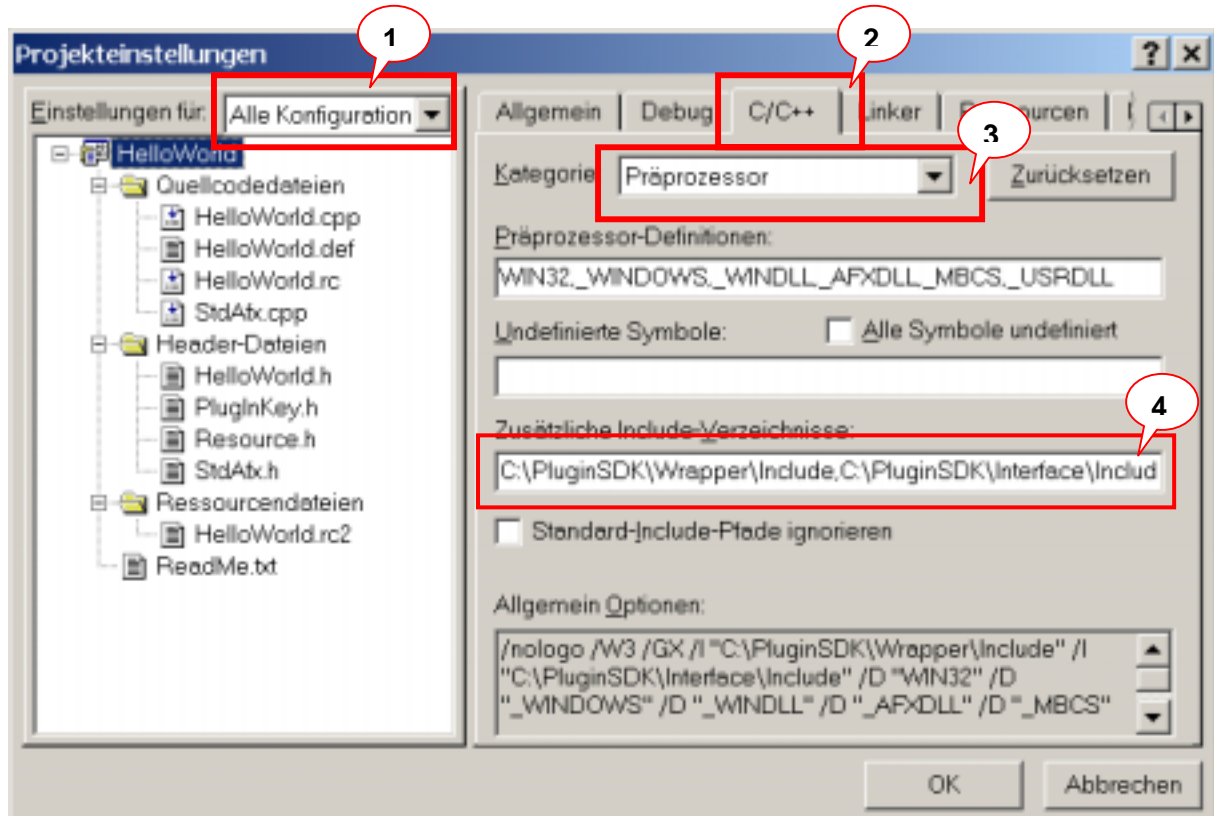 1
2
Projekteinstellungen
Einstellungen für:
Alle Konfiguration
HelloWorld
Quellcodedateien
HelloWorld.cpp
HelloWorld.def
HelloWorld.rc
StdAfx.cpp
Header-Dateien
HelloWorld.h
PlugInKey.h
Resource.h
StdAfx.h
Ressourcendateien
HelloWorld.rc2
ReadMe.txt
Allgemein
Debug
C/C++
Linker
3
Kategorie
Präprozessor
Zurücksetzen
Präprozessor-Definitionen:
WIN32,_WINDOWS,_WINDLL,_AFXDLL,_MBCS,_USRDLL
Undefinierte Symbole:
Alle Symbole undefiniert
4
Zusätzliche Include-Verzeichnisse:
C:\PluginSDK\Wrapper\Include,C:\PluginSDK\Interface\Includ
Standard-Include-Pfade ignorieren
Allgemein Optionen:
/nologo /W3 /GX /I "C:\PluginSDK\Wrapper\Include" /I
"C:\PluginSDK\Interface\Include" /D "WIN32" /D
"_WINDOWS" /D "_WINDLL" /D "_AFXDLL" /D "_MBCS"
OK
Abbrechen